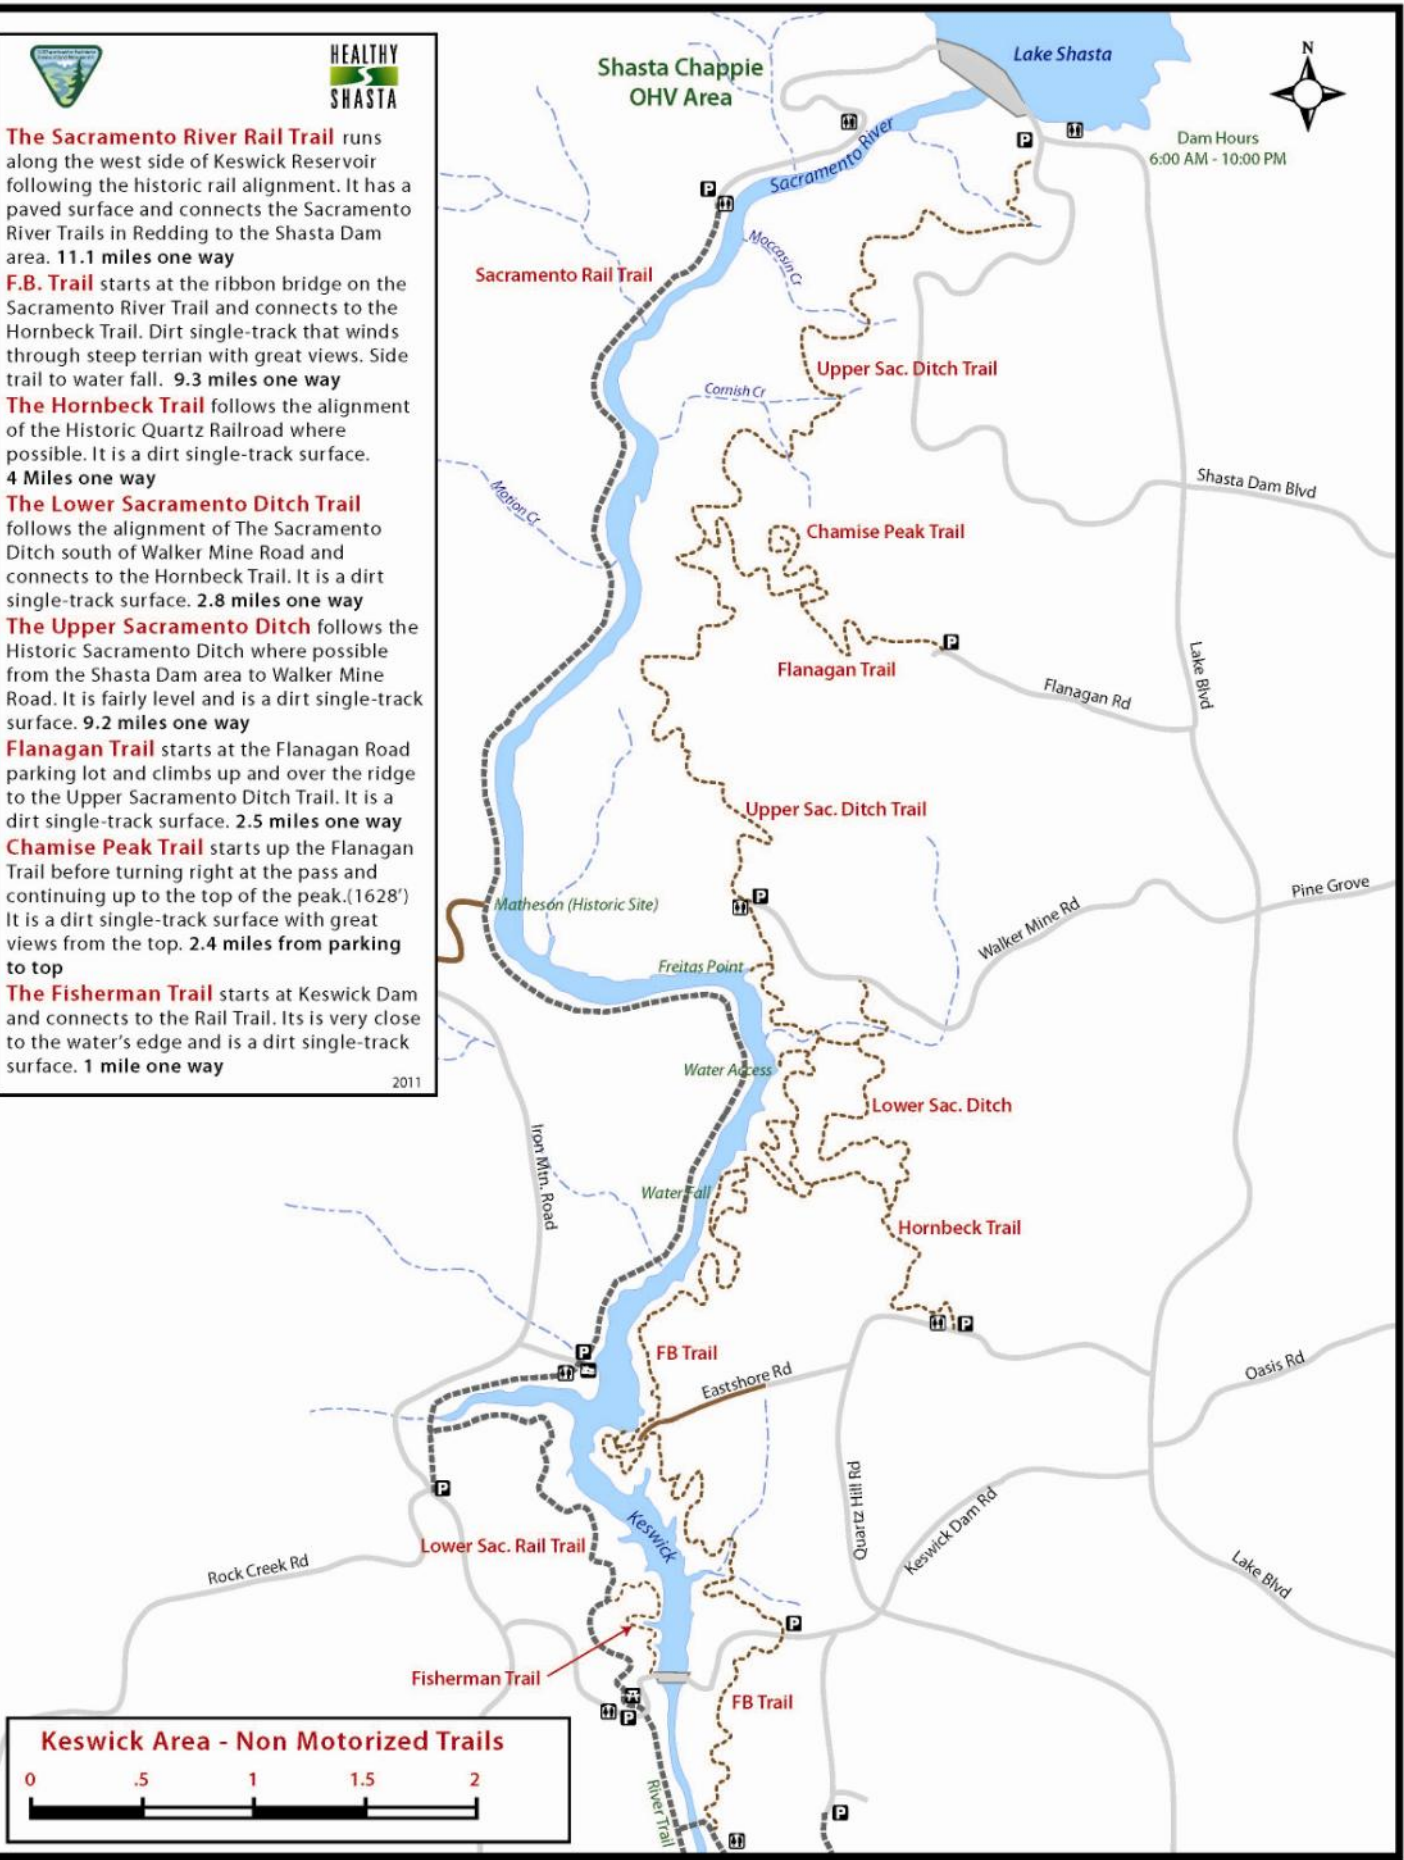 HEALTHY
SHASTA
The Sacramento River Rail Trail runs
along the west side of Keswick Reservoir
following the historic rail alignment. It has a
paved surface and connects the Sacramento
River Trails in Redding to the Shasta Dam
area. 11.1 miles one way
F.B. Trail starts at the ribbon bridge on the
Sacramento River Trail and connects to the
Hornbeck Trail. Dirt single-track that winds
through steep terrian with great views. Side
trail to water fall. 9.3 miles one way
The Hornbeck Trail follows the alignment
of the Historic Quartz Railroad where
possible. It is a dirt single-track surface.
4 Miles one way
The Lower Sacramento Ditch Trail
follows the alignment of The Sacramento
Ditch south of Walker Mine Road and
connects to the Hornbeck Trail. It is a dirt
single-track surface. 2.8 miles one way
The Upper Sacramento Ditch follows the
Historic Sacramento Ditch where possible
from the Shasta Dam area to Walker Mine
Road. It is fairly level and is a dirt single-track
surface. 9.2 miles one way
Flanagan Trail starts at the Flanagan Road
parking lot and climbs up and over the ridge
to the Upper Sacramento Ditch Trail. It is a
dirt single-track surface. 2.5 miles one way
Chamise Peak Trail starts up the Flanagan
Trail before turning right at the pass and
continuing up to the top of the peak.(1628')
It is a dirt single-track surface with great
views from the top. 2.4 miles from parking
to top
The Fisherman Trail starts at Keswick Dam
and connects to the Rail Trail. Its is very close
to the water's edge and is a dirt single-track
surface. 1 mile one way
2011
Shasta Chappie
OHV Area
Lake Shasta
N
Dam Hours
6:00 AM - 10:00 PM
P
P
Sacramento River
Moccasin Cr
Sacramento Rail Trail
Upper Sac. Ditch Trail
Cornish Cr
Motion Cr
Shasta Dam Blvd
Chamise Peak Trail
P
Flanagan Trail
Flanagan Rd
Lake Blvd
Upper Sac. Ditch Trail
P
Matheson (Historic Site)
Pine Grove
Walker Mine Rd
Freitas Point
Water Access
Lower Sac. Ditch
Iron Mtn. Road
Water Fall
Hornbeck Trail
P
P
FB Trail
Eastshore Rd
Oasis Rd
P
Quartz Hill Rd
Keswick Dam Rd
Keswick
Lower Sac. Rail Trail
Rock Creek Rd
Lake Blvd
P
Fisherman Trail
FB Trail
P
River Trail
P
Keswick Area - Non Motorized Trails
0 .5 1 1.5 2